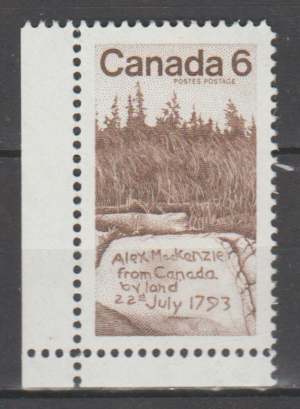 Canada 6
POSTES POSTAGE
Alex MacKenzie
from Canada
by land
22d July 1793